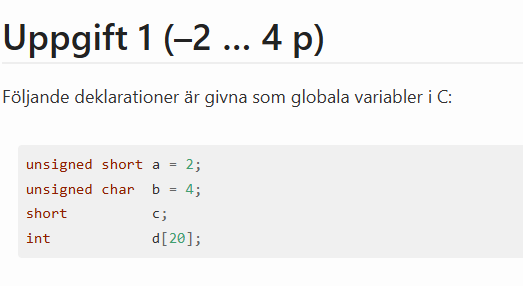 Uppgift 1 (–2 … 4 p)
Följande deklarationer är givna som globala variabler i C:
unsigned short a = 2;
unsigned char  b = 4;
short          c;
int            d[20];